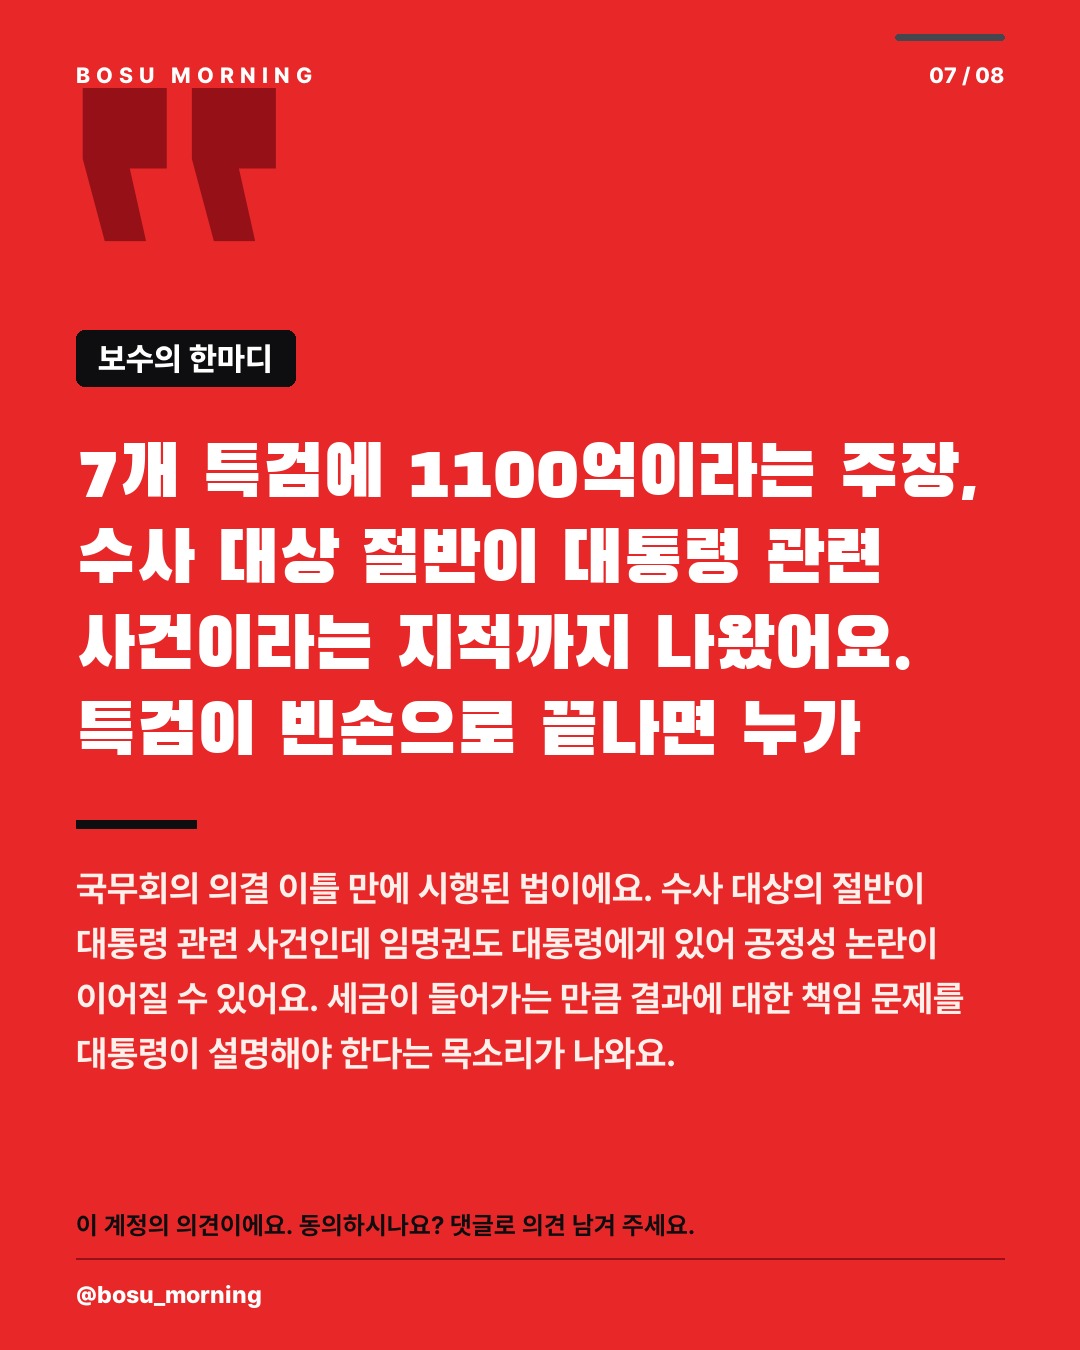 BOSU MORNING
07 / 08
보수의 한마디
7개 특검에 1100억이라는 주장,
수사 대상 절반이 대통령 관련
사건이라는 지적까지 나왔어요.
특검이 빈손으로 끝나면 누가
국무회의 의결 이틀 만에 시행된 법이에요. 수사 대상의 절반이
대통령 관련 사건인데 임명권도 대통령에게 있어 공정성 논란이
이어질 수 있어요. 세금이 들어가는 만큼 결과에 대한 책임 문제를
대통령이 설명해야 한다는 목소리가 나와요.
이 계정의 의견이에요. 동의하시나요? 댓글로 의견 남겨 주세요.
@bosu_morning